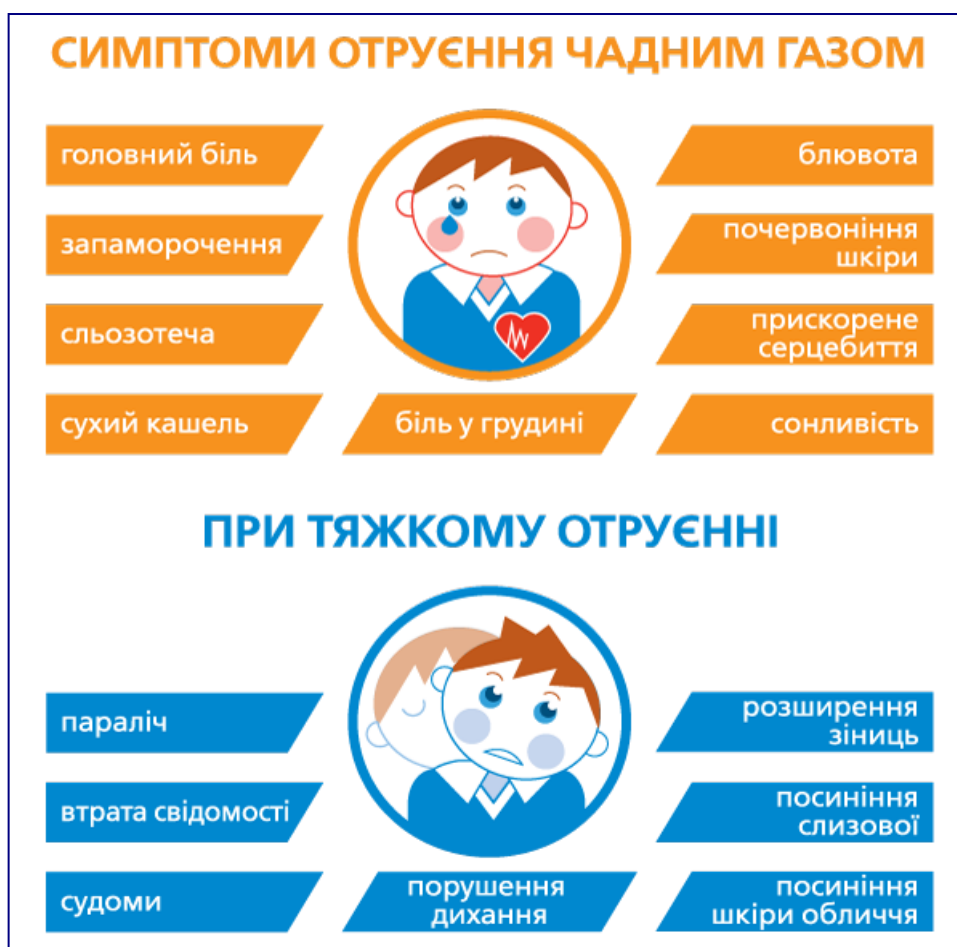 СИМПТОМИ ОТРУЄННЯ ЧАДНИМ ГАЗОМ
головний біль
блювота
запаморочення
почервоніння
шкіри
сльозотеча
прискорене
серцебиття
сухий кашель
біль у грудині
сонливість
ПРИ ТЯЖКОМУ ОТРУЄННІ
параліч
розширення
зіниць
втрата свідомості
посиніння
слизової
судоми
порушення
дихання
посиніння
шкіри обличчя